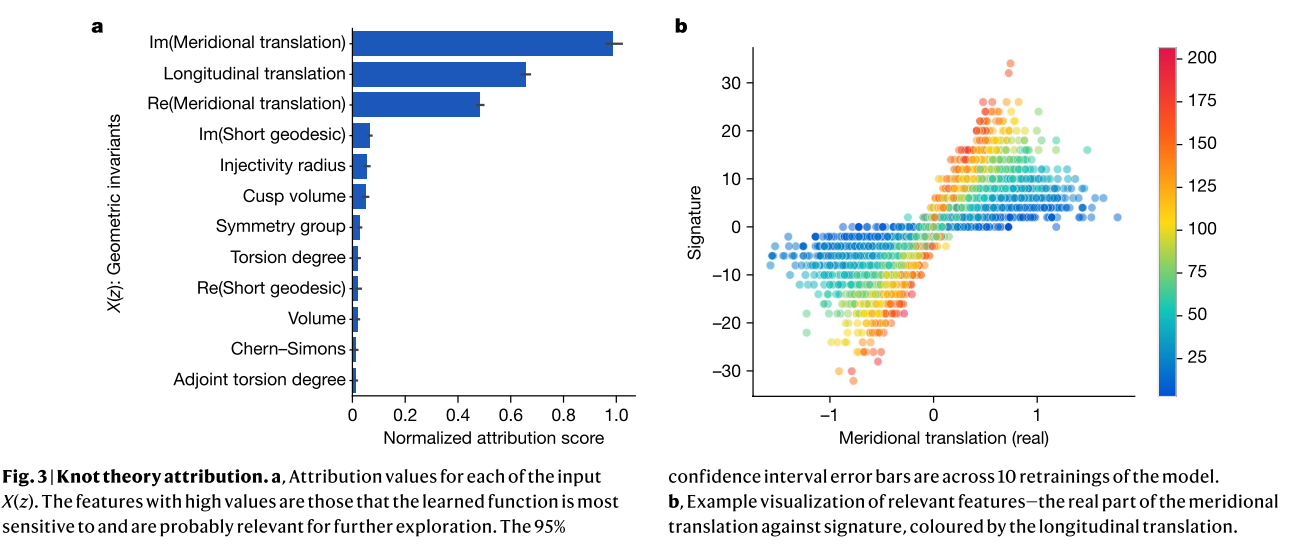 a
Im(Meridional translation)
Longitudinal translation
Re(Meridional translation)
Im(Short geodesic)
Injectivity radius
Cusp volume
Symmetry group
Torsion degree
Re(Short geodesic)
Volume
Chern–Simons
Adjoint torsion degree
X(z): Geometric invariants
0 0.2 0.4 0.6 0.8 1.0
Normalized attribution score
b
30
20
10
0
−10
−20
−30
Signature
−1 0 1
Meridional translation (real)
200
175
150
125
100
75
50
25
Fig. 3 | Knot theory attribution. a, Attribution values for each of the input
X(z). The features with high values are those that the learned function is most
sensitive to and are probably relevant for further exploration. The 95%
confidence interval error bars are across 10 retrainings of the model.
b, Example visualization of relevant features—the real part of the meridional
translation against signature, coloured by the longitudinal translation.